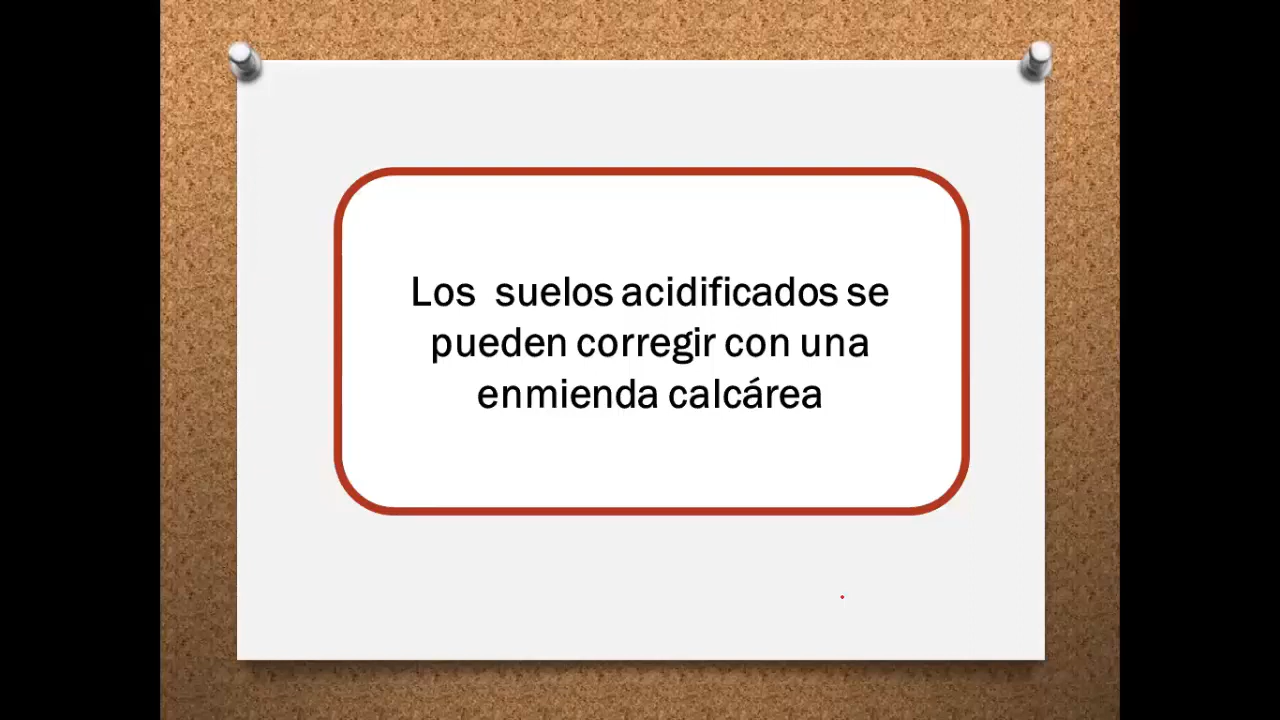 Los  suelos acidificados se
pueden corregir con una
enmienda calcárea